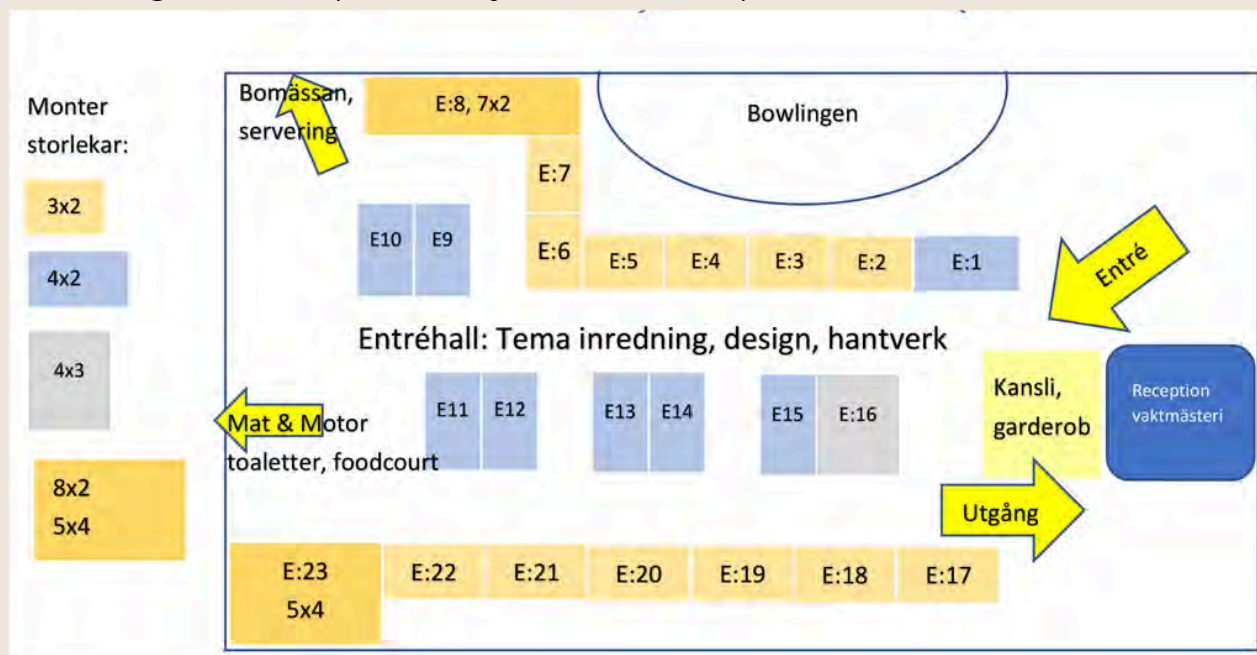 Monter
storlekar:
3x2
4x2
4x3
8x2
5x4
Bomässan,
servering
E:8, 7x2
Bowlingen
E:7
E10
E9
E:6
E:5
E:4
E:3
E:2
E:1
Entré
Entréhall: Tema inredning, design, hantverk
Mat & Motor
toaletter, foodcourt
E11
E12
E13
E14
E15
E:16
Kansli,
garderob
Reception
vaktmästeri
Utgång
E:23
5x4
E:22
E:21
E:20
E:19
E:18
E:17